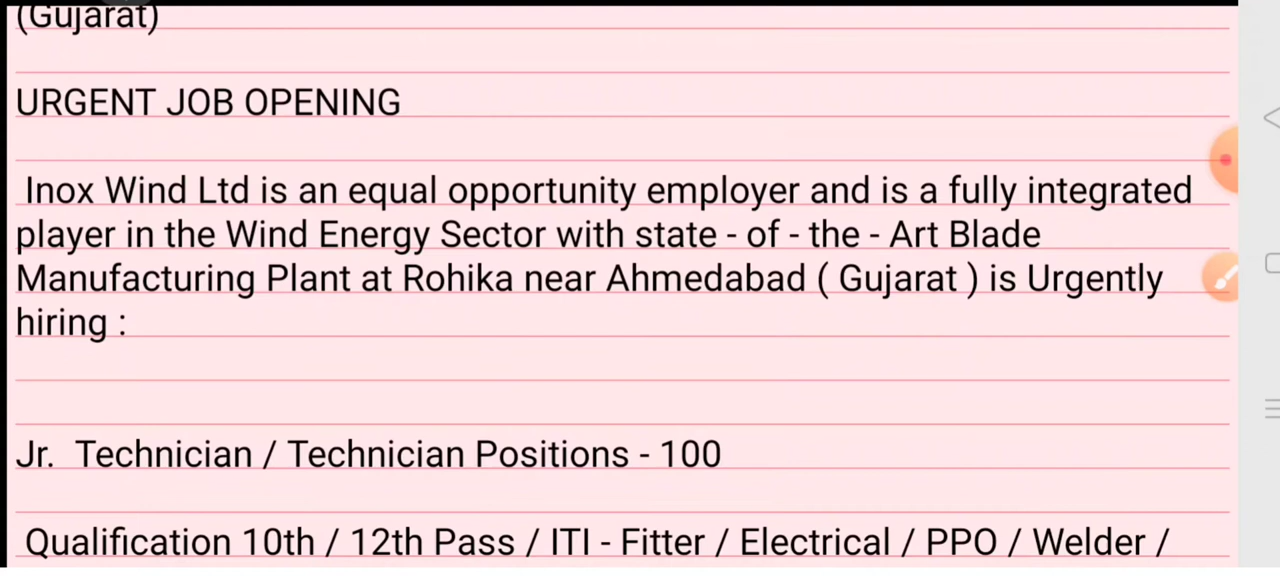 (Gujarat)
URGENT JOB OPENING
Inox Wind Ltd is an equal opportunity employer and is a fully integrated
player in the Wind Energy Sector with state - of - the - Art Blade
Manufacturing Plant at Rohika near Ahmedabad ( Gujarat ) is Urgently
hiring :
Jr.  Technician / Technician Positions - 100
Qualification 10th / 12th Pass / ITI - Fitter / Electrical / PPO / Welder /